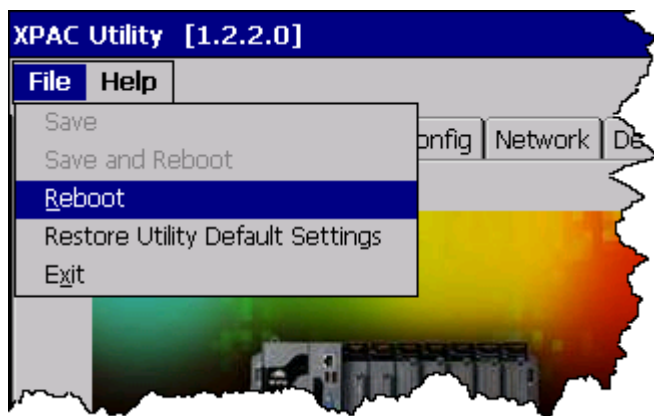 XPAC Utility [1.2.2.0]
File Help
Save
Save and Reboot
Reboot
Restore Utility Default Settings
Exit
Network